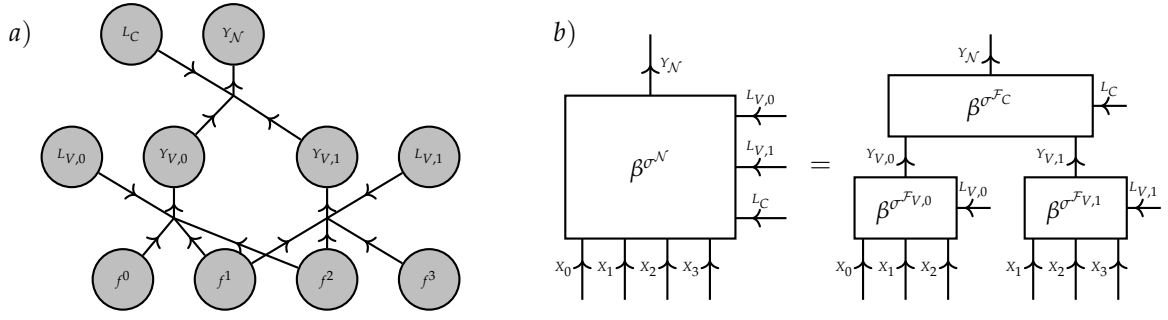 a)
L_C Y_𝒩
L_{V,0} Y_{V,0} Y_{V,1} L_{V,1}
f^0 f^1 f^2 f^3
b)
Y_𝒩
L_{V,0}
β^{σ^𝒩} L_{V,1}
L_C
X_0 X_1 X_2 X_3
=
Y_𝒩
β^{σ^{ℱ_C}} L_C
Y_{V,0} Y_{V,1}
β^{σ^{ℱ_{V,0}}} L_{V,0} β^{σ^{ℱ_{V,1}}} L_{V,1}
X_0 X_1 X_2 X_1 X_2 X_3